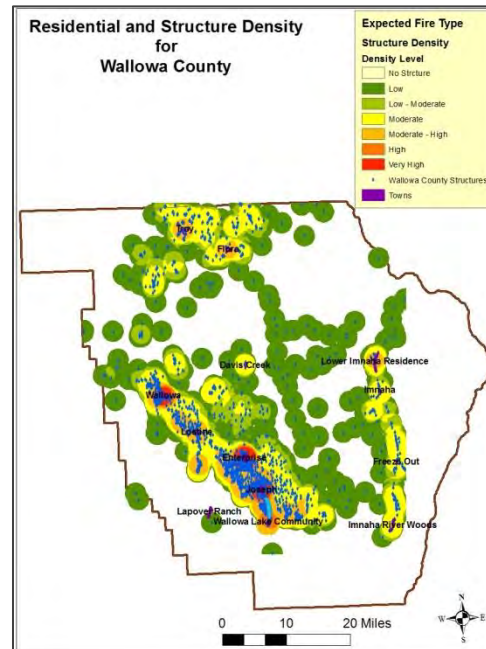 Residential and Structure Density
for
Wallowa County
Expected Fire Type
Structure Density
Density Level
No Strcture
Low
Low - Moderate
Moderate
Moderate - High
High
Very High
Wallowa County Structures
Towns
Troy
Flora
Davis Creek
Lower Imnaha Residence
Imnaha
Wallowa
Lostine
Enterprise
Freeze Out
Joseph
Lapover Ranch
Wallowa Lake Community
Imnaha River Woods
0 10 20 Miles
N
W E
S